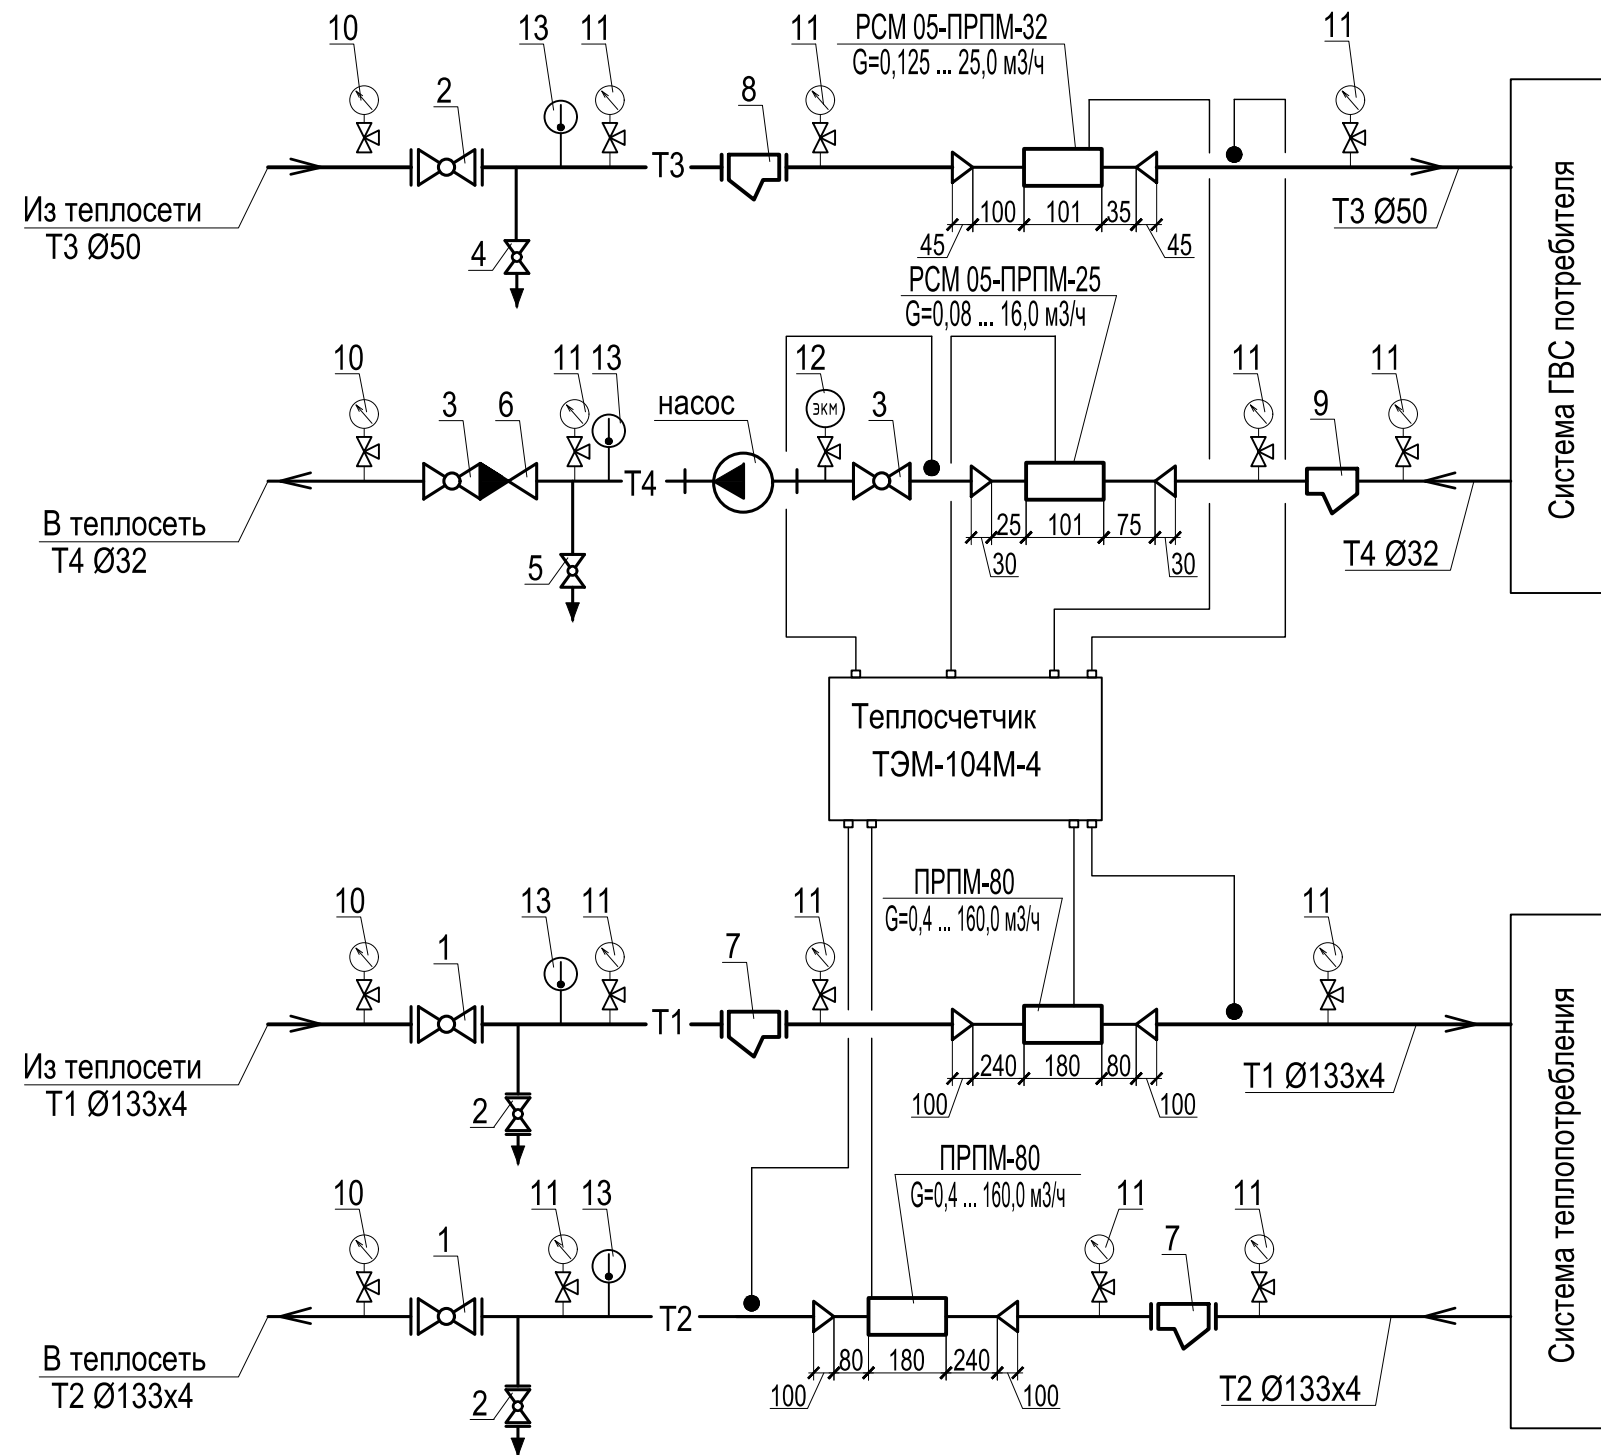 10
13
11
11
РСМ 05-ПРПМ-32
G=0,125 ... 25,0 м3/ч
11
2
8
Т3
Из теплосети
Т3 Ø50
4
100
101
35
45
45
Т3 Ø50
Система ГВС потребителя
РСМ 05-ПРПМ-25
G=0,08 ... 16,0 м3/ч
10
11
13
12
11
11
3
6
насос
ЭКМ
3
9
Т4
В теплосеть
Т4 Ø32
5
25
101
75
30
30
Т4 Ø32
Теплосчетчик
ТЭМ-104М-4
ПРПМ-80
G=0,4 ... 160,0 м3/ч
10
13
11
11
11
1
7
Т1
Из теплосети
Т1 Ø133х4
2
240
180
80
100
100
Т1 Ø133х4
Система теплопотребления
ПРПМ-80
G=0,4 ... 160,0 м3/ч
10
11
13
11
11
1
7
Т2
В теплосеть
Т2 Ø133х4
2
80
180
240
100
100
Т2 Ø133х4